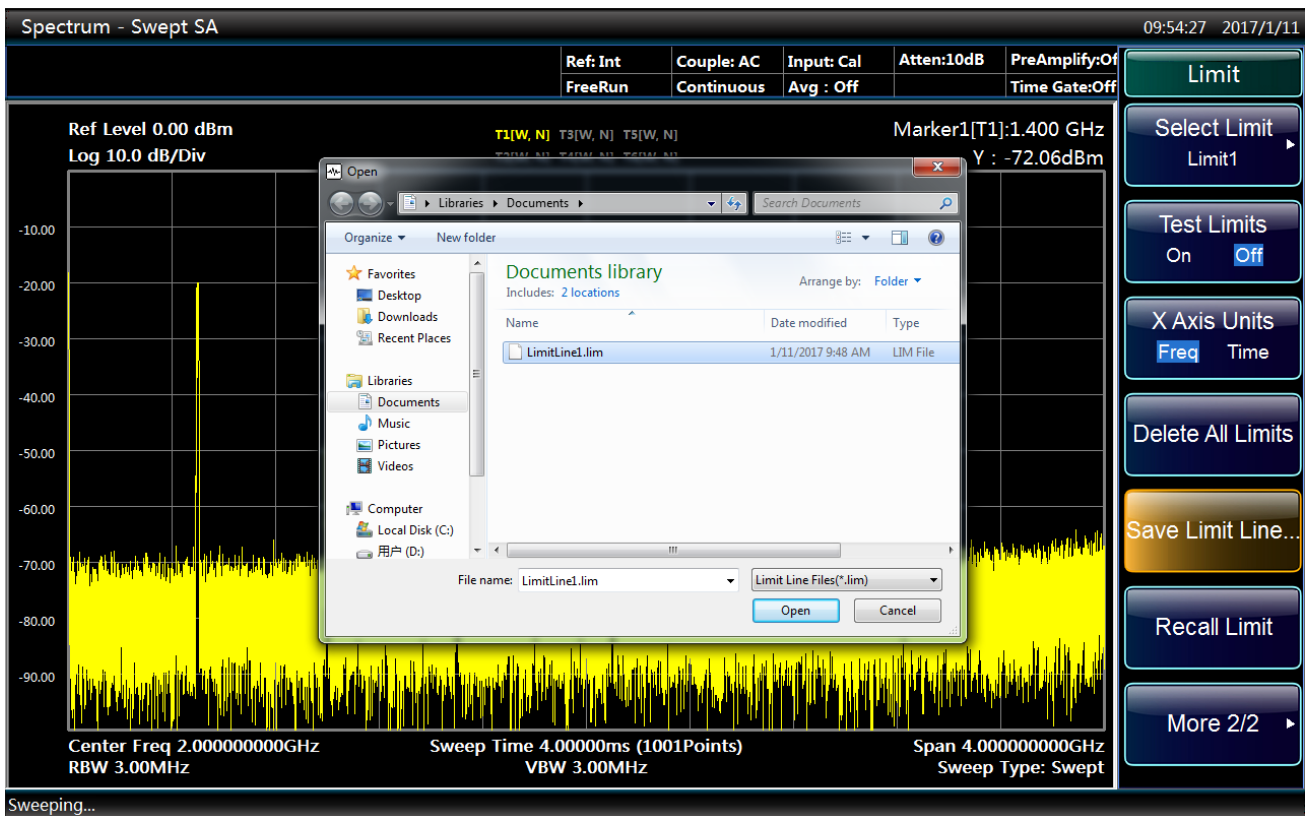 Spectrum - Swept SA
09:54:27 2017/1/11
Ref: Int Couple: AC Input: Cal Atten:10dB PreAmplify:Of
FreeRun Continuous Avg : Off Time Gate:Off
Limit
Ref Level 0.00 dBm
Log 10.0 dB/Div
T1[W, N] T3[W, N] T5[W, N]
Marker1[T1]:1.400 GHz
Y : -72.06dBm
-10.00
-20.00
-30.00
-40.00
-50.00
-60.00
-70.00
-80.00
-90.00
Open
Libraries Documents
Search Documents
Organize New folder
Favorites
Desktop
Downloads
Recent Places
Libraries
Documents
Music
Pictures
Videos
Computer
Local Disk (C:)
用户 (D:)
Documents library
Includes: 2 locations
Arrange by: Folder
Name Date modified Type
LimitLine1.lim 1/11/2017 9:48 AM LIM File
File name: LimitLine1.lim Limit Line Files(*.lim)
Open Cancel
Center Freq 2.000000000GHz Sweep Time 4.00000ms (1001Points) Span 4.000000000GHz
RBW 3.00MHz VBW 3.00MHz Sweep Type: Swept
Select Limit
Limit1
Test Limits
On Off
X Axis Units
Freq Time
Delete All Limits
Save Limit Line...
Recall Limit
More 2/2
Sweeping...